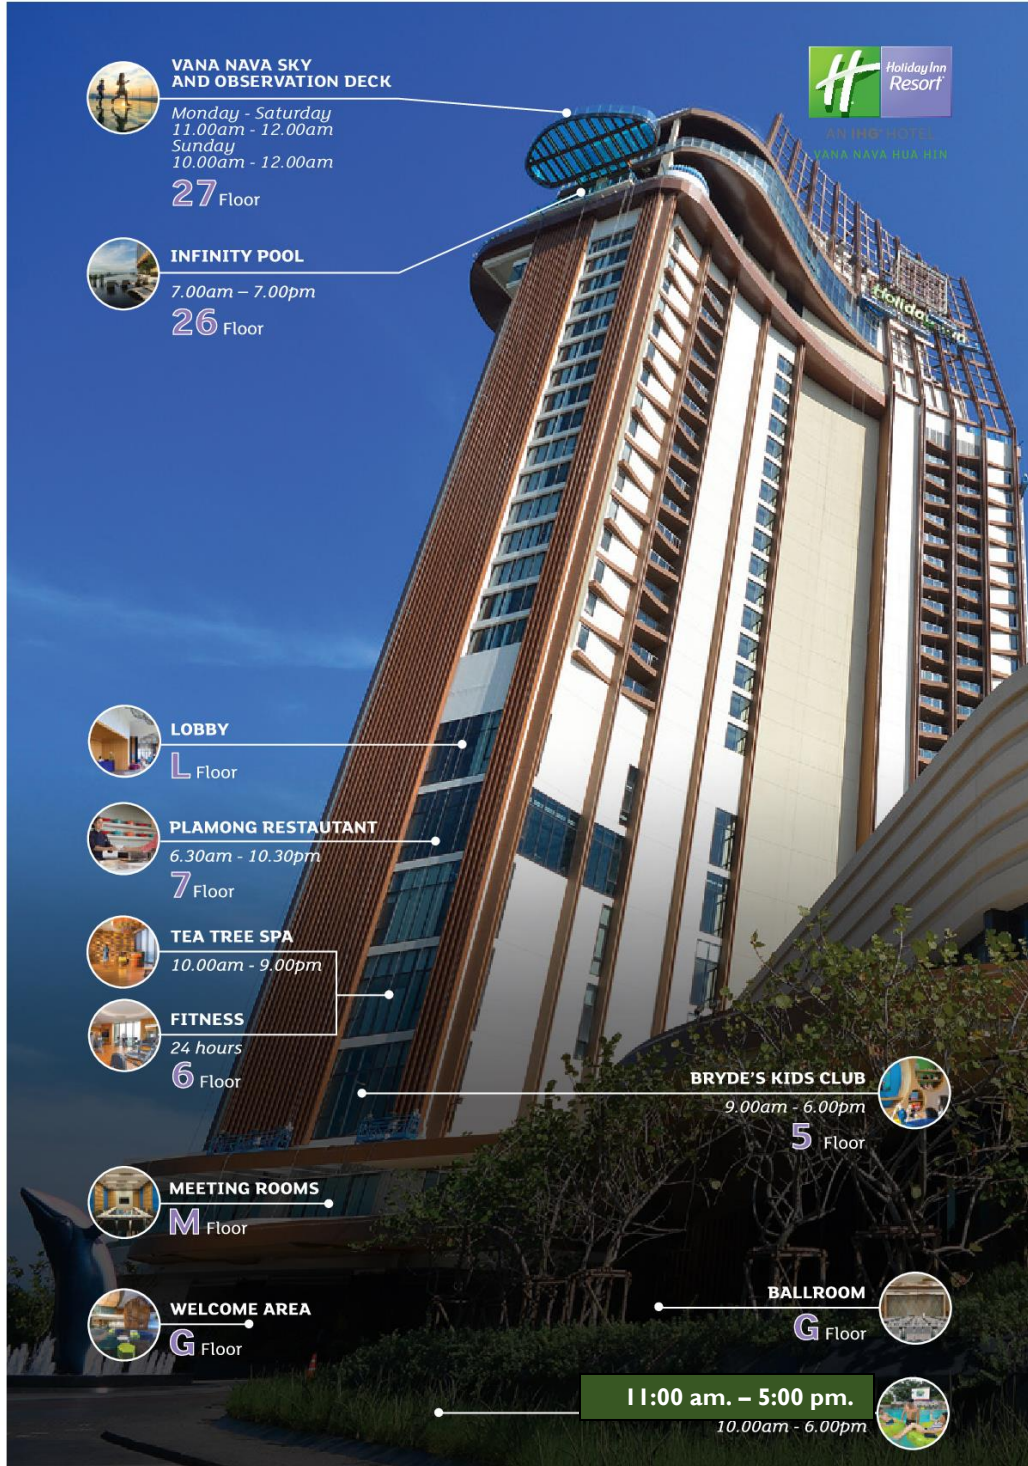 VANA NAVA SKY
AND OBSERVATION DECK
Monday - Saturday
11.00am - 12.00am
Sunday
10.00am - 12.00am
27 Floor
Holiday Inn
Resort
AN IHG® HOTEL
VANA NAVA HUA HIN
INFINITY POOL
7.00am – 7.00pm
26 Floor
Holiday Inn
LOBBY
L Floor
PLAMONG RESTAUTANT
6.30am - 10.30pm
7 Floor
TEA TREE SPA
10.00am - 9.00pm
FITNESS
24 hours
6 Floor
BRYDE'S KIDS CLUB
9.00am - 6.00pm
5 Floor
MEETING ROOMS
M Floor
WELCOME AREA
G Floor
BALLROOM
G Floor
11:00 am. – 5:00 pm.
10.00am - 6.00pm